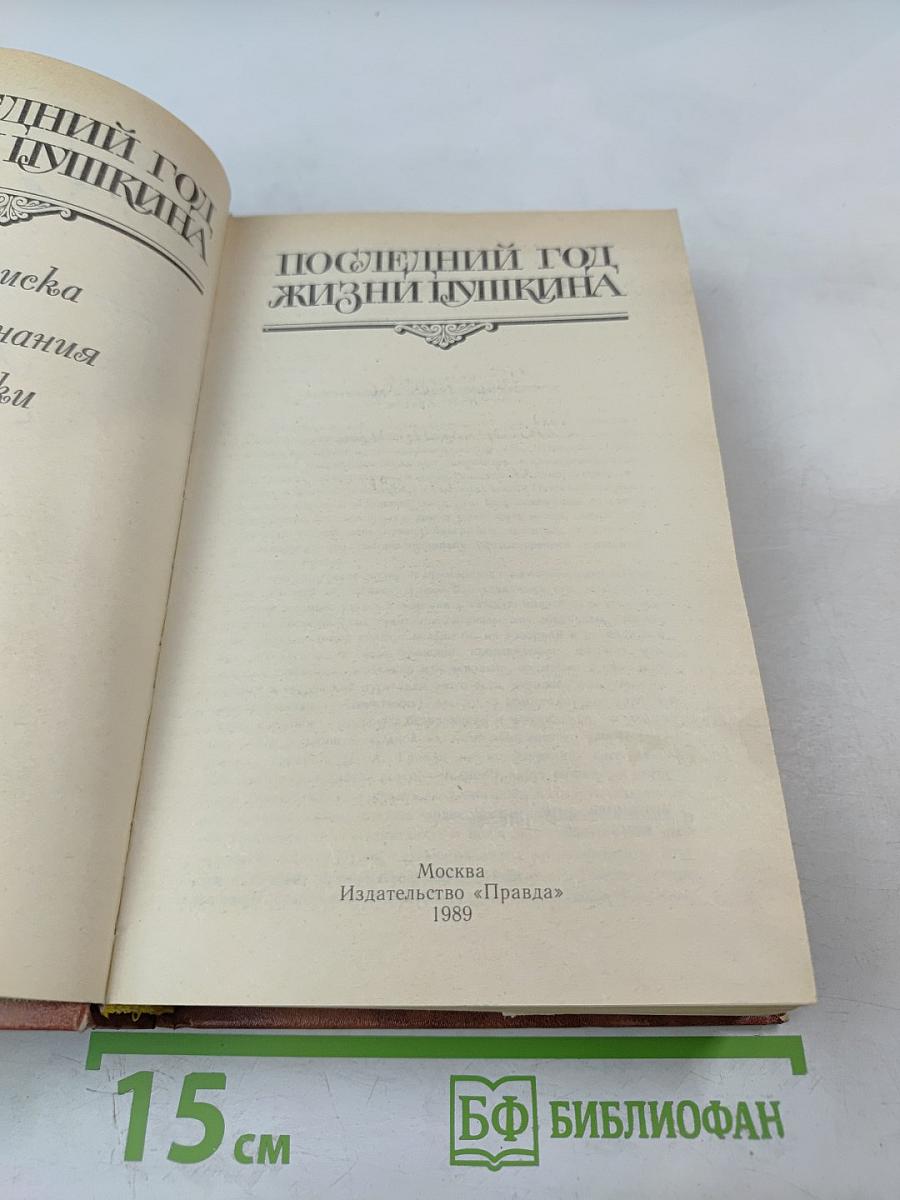 ДНИЙ ГОД
ПУШКИНА
иска
нания
ки
ПОСЛЕДНИЙ ГОД
ЖИЗНИ ПУШКИНА
Москва
Издательство «Правда»
1989
15 см
БФ БИБЛИОФАН